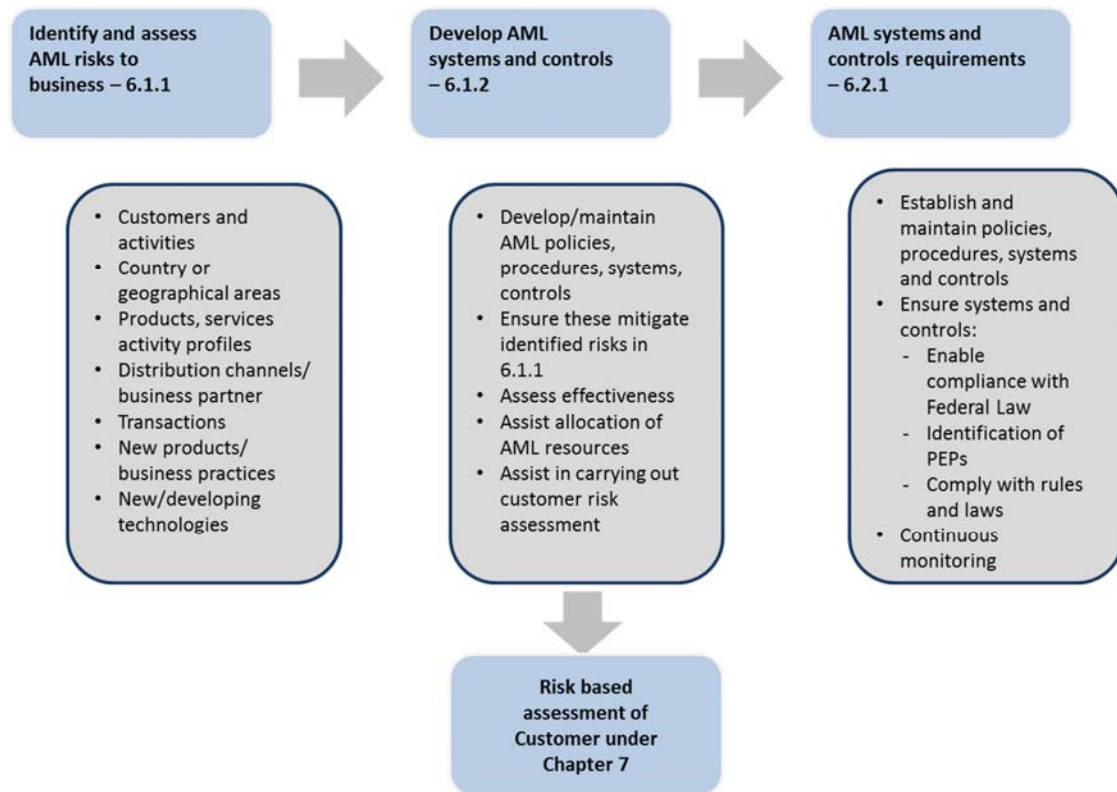 Identify and assess
AML risks to
business – 6.1.1
Develop AML
systems and controls
– 6.1.2
AML systems and
controls requirements
– 6.2.1
• Customers and
activities
• Country or
geographical areas
• Products, services
activity profiles
• Distribution channels/
business partner
• Transactions
• New products/
business practices
• New/developing
technologies
• Develop/maintain
AML policies,
procedures, systems,
controls
• Ensure these mitigate
identified risks in
6.1.1
• Assess effectiveness
• Assist allocation of
AML resources
• Assist in carrying out
customer risk
assessment
• Establish and
maintain policies,
procedures, systems
and controls
• Ensure systems and
controls:
- Enable
compliance with
Federal Law
- Identification of
PEPs
- Comply with rules
and laws
• Continuous
monitoring
Risk based
assessment of
Customer under
Chapter 7